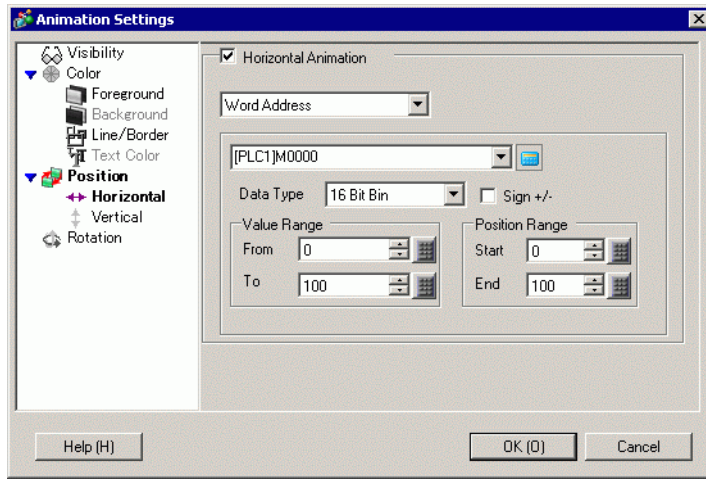 Animation Settings
Visibility
Color
Foreground
Background
Line/Border
Text Color
Position
Horizontal
Vertical
Rotation
Horizontal Animation
Word Address
[PLC1]M0000
Data Type 16 Bit Bin Sign +/-
Value Range
From 0
To 100
Position Range
Start 0
End 100
Help (H) OK (O) Cancel